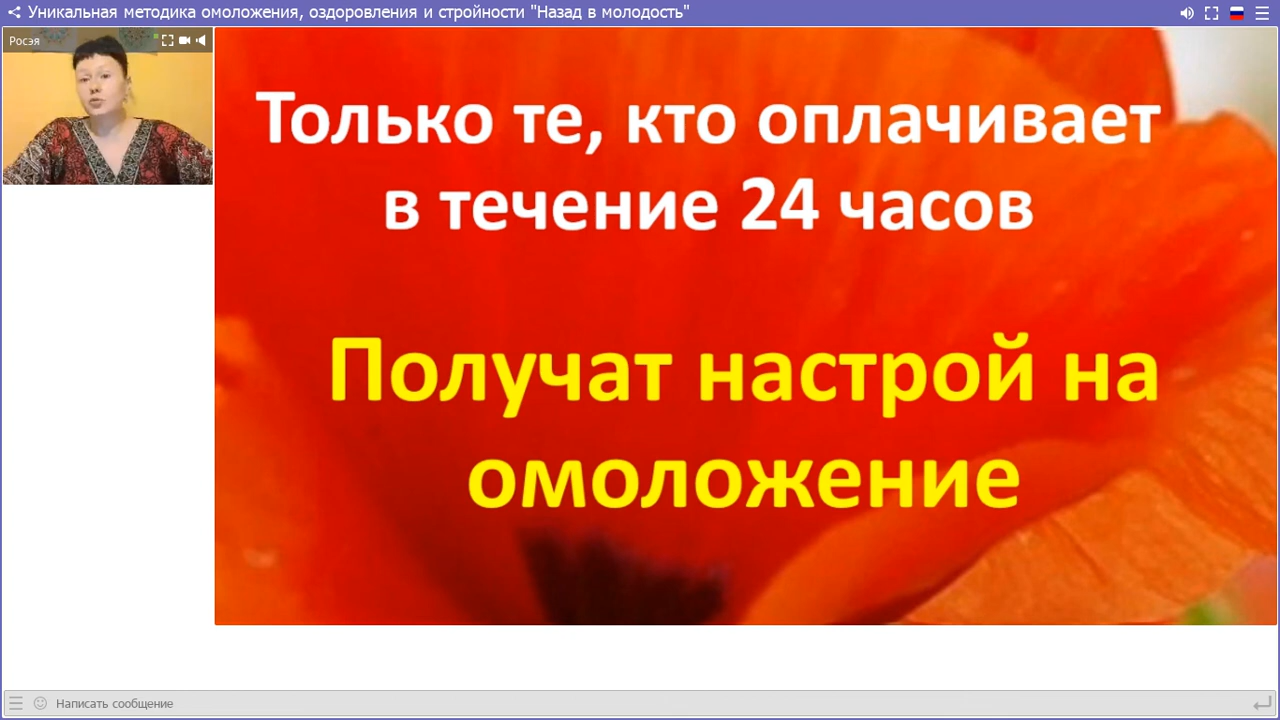 Уникальная методика омоложения, оздоровления и стройности "Назад в молодость"
Росэя
Только те, кто оплачивает
в течение 24 часов
Получат настрой на
омоложение
Написать сообщение